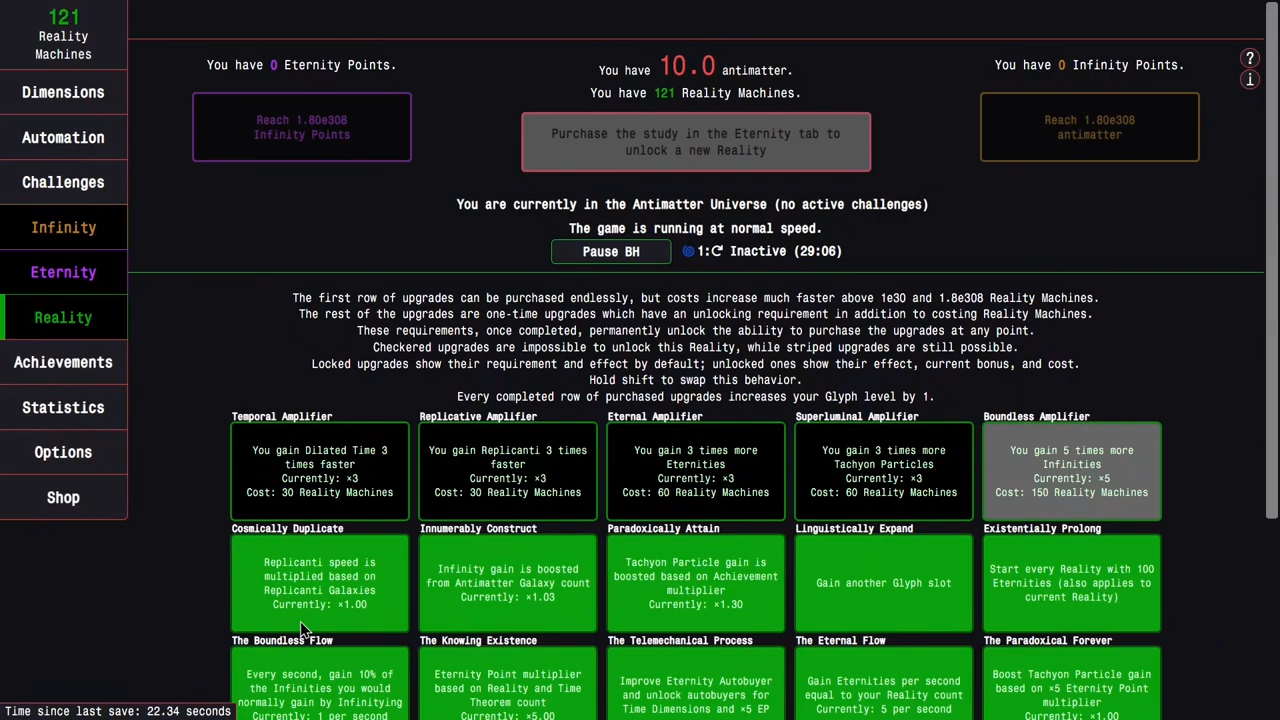 121
Reality
Machines
Dimensions
Automation
Challenges
Infinity
Eternity
Reality
Achievements
Statistics
Options
Shop
You have 0 Eternity Points.
Reach 1.80e308
Infinity Points
You have 10.0 antimatter.
You have 121 Reality Machines.
Purchase the study in the Eternity tab to
unlock a new Reality
You have 0 Infinity Points.
Reach 1.80e308
antimatter
?
i
You are currently in the Antimatter Universe (no active challenges)
The game is running at normal speed.
Pause BH
1: Inactive (29:06)
The first row of upgrades can be purchased endlessly, but costs increase much faster above 1e30 and 1.8e308 Reality Machines.
The rest of the upgrades are one-time upgrades which have an unlocking requirement in addition to costing Reality Machines.
These requirements, once completed, permanently unlock the ability to purchase the upgrades at any point.
Checkered upgrades are impossible to unlock this Reality, while striped upgrades are still possible.
Locked upgrades show their requirement and effect by default; unlocked ones show their effect, current bonus, and cost.
Hold shift to swap this behavior.
Every completed row of purchased upgrades increases your Glyph level by 1.
Temporal Amplifier
You gain Dilated Time 3
times faster
Currently: ×3
Cost: 30 Reality Machines
Replicative Amplifier
You gain Replicanti 3 times
faster
Currently: ×3
Cost: 30 Reality Machines
Eternal Amplifier
You gain 3 times more
Eternities
Currently: ×3
Cost: 60 Reality Machines
Superluminal Amplifier
You gain 3 times more
Tachyon Particles
Currently: ×3
Cost: 60 Reality Machines
Boundless Amplifier
You gain 5 times more
Infinities
Currently: ×5
Cost: 150 Reality Machines
Cosmically Duplicate
Replicanti speed is
multiplied based on
Replicanti Galaxies
Currently: ×1.00
Innumerably Construct
Infinity gain is boosted
from Antimatter Galaxy count
Currently: ×1.03
Paradoxically Attain
Tachyon Particle gain is
boosted based on Achievement
multiplier
Currently: ×1.30
Linguistically Expand
Gain another Glyph slot
Existentially Prolong
Start every Reality with 100
Eternities (also applies to
current Reality)
The Boundless Flow
Every second, gain 10% of
the Infinities you would
normally gain by Infinitying
Currently: 1 per second
The Knowing Existence
Eternity Point multiplier
based on Reality and Time
Theorem count
Currently: ×5.00
The Telemechanical Process
Improve Eternity Autobuyer
and unlock autobuyers for
Time Dimensions and ×5 EP
The Eternal Flow
Gain Eternities per second
equal to your Reality count
Currently: 5 per second
The Paradoxical Forever
Boost Tachyon Particle gain
based on ×5 Eternity Point
multiplier
Currently: ×1.00
Time since last save: 22.34 seconds